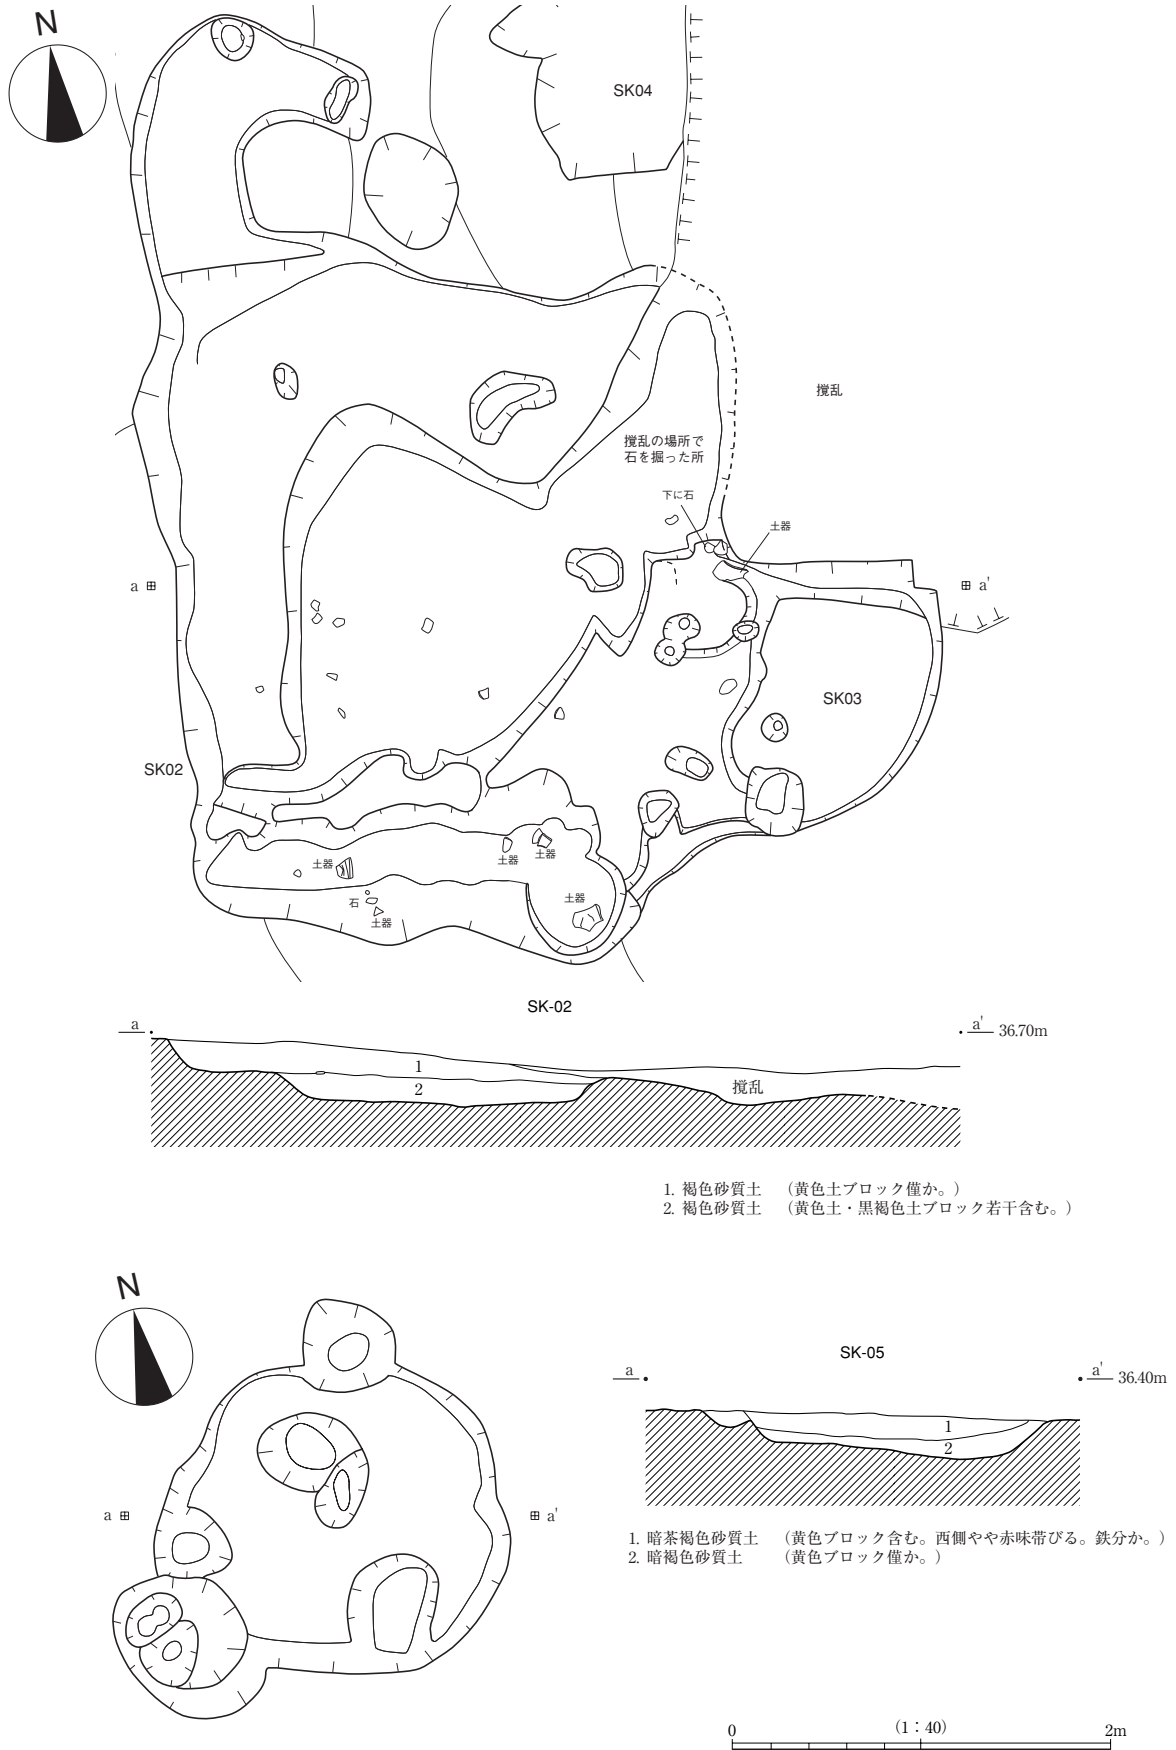 N
SK04
撹乱
撹乱の場所で
石を掘った所
下に石
土器
a
a'
SK03
SK02
土器
土器
土器
石
土器
土器
SK-02
a
a' 36.70m
1
2
撹乱
1. 褐色砂質土 （黄色土ブロック僅か。）
2. 褐色砂質土 （黄色土・黒褐色土ブロック若干含む。）
N
a
a'
SK-05
a
a' 36.40m
1
2
1. 暗茶褐色砂質土 （黄色ブロック含む。西側やや赤味帯びる。鉄分か。）
2. 暗褐色砂質土 （黄色ブロック僅か。）
0 （1：40） 2m